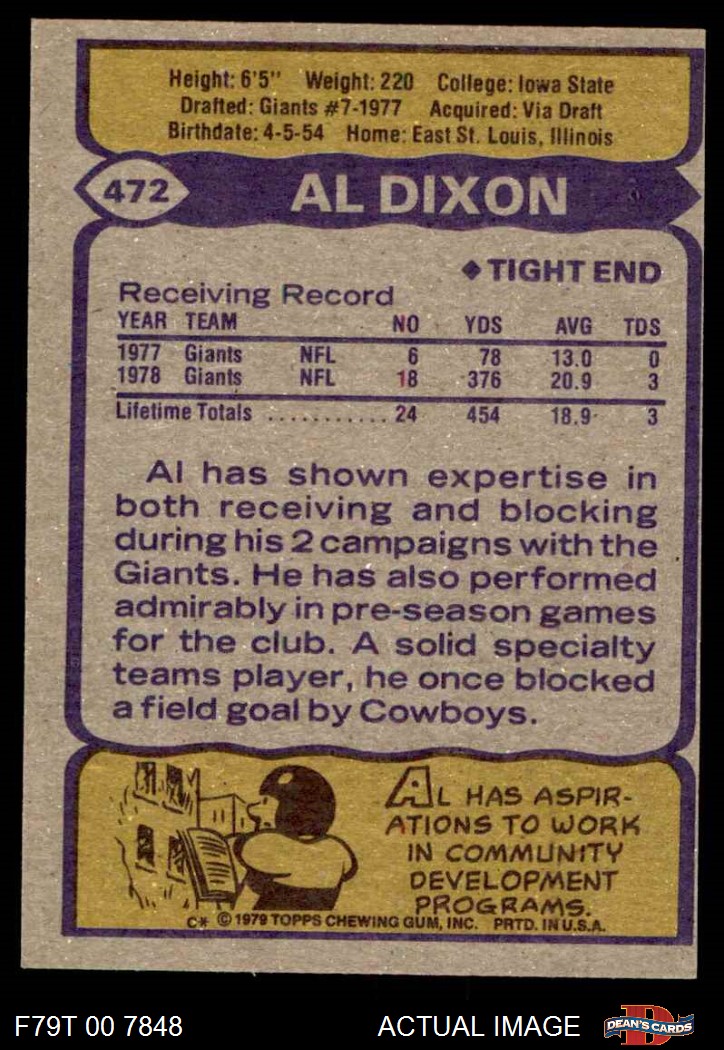 Height: 6'5" Weight: 220 College: Iowa State
Drafted: Giants #7-1977 Acquired: Via Draft
Birthdate: 4-5-54 Home: East St. Louis, Illinois
472 AL DIXON
◆ TIGHT END
Receiving Record
YEAR TEAM NO YDS AVG TDS
1977 Giants NFL 6 78 13.0 0
1978 Giants NFL 18 376 20.9 3
Lifetime Totals ........... 24 454 18.9 3
Al has shown expertise in
both receiving and blocking
during his 2 campaigns with the
Giants. He has also performed
admirably in pre-season games
for the club. A solid specialty
teams player, he once blocked
a field goal by Cowboys.
AL HAS ASPIR-
ATIONS TO WORK
IN COMMUNITY
DEVELOPMENT
PROGRAMS.
C* © 1979 TOPPS CHEWING GUM, INC. PRTD. IN U.S.A.
F79T 00 7848 ACTUAL IMAGE D DEAN'S CARDS